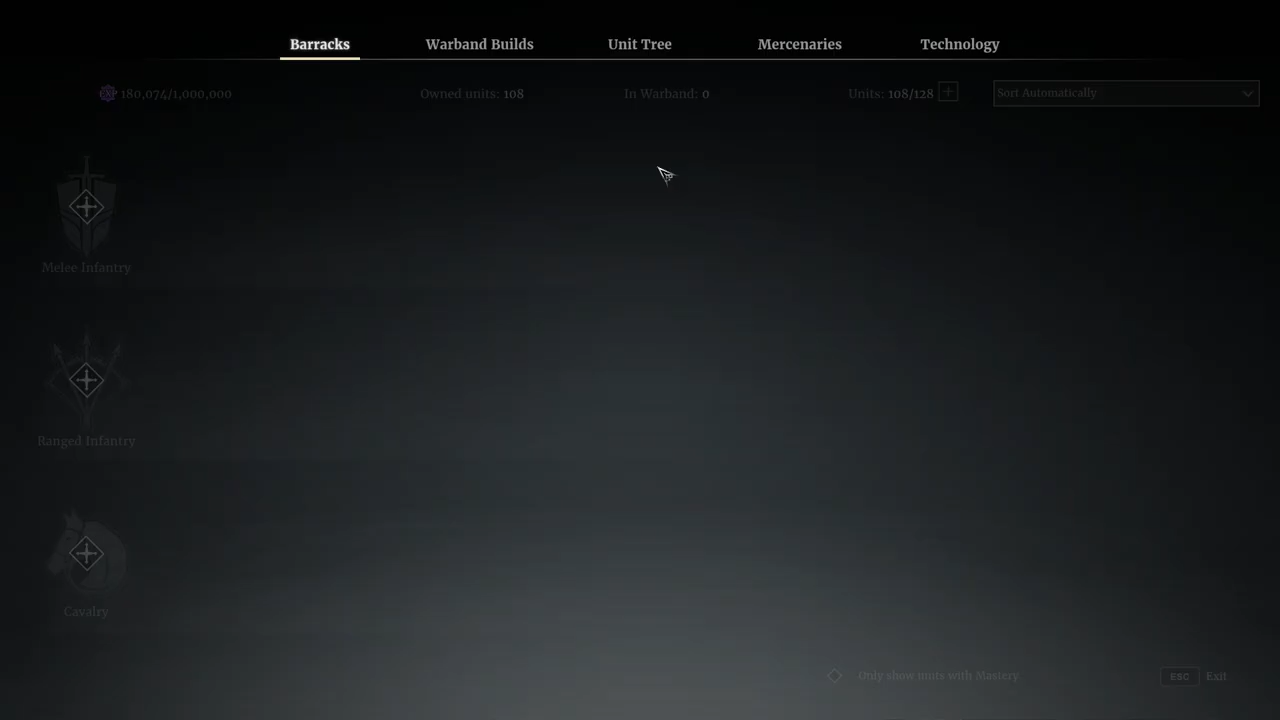 Barracks Warband Builds Unit Tree Mercenaries Technology
EXP 180,074/1,000,000 Owned units: 108 In Warband: 0 Units: 108/128 Sort Automatically
Melee Infantry
Ranged Infantry
Cavalry
Only show units with Mastery ESC Exit